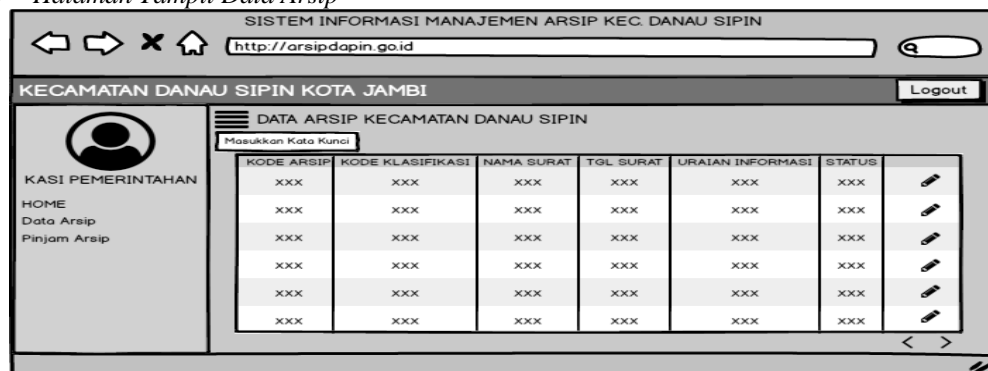 Halaman Tampil Data Arsip
SISTEM INFORMASI MANAJEMEN ARSIP KEC. DANAU SIPIN
http://arsipdapin.go.id
KECAMATAN DANAU SIPIN KOTA JAMBI
Logout
KASI PEMERINTAHAN
HOME
Data Arsip
Pinjam Arsip
DATA ARSIP KECAMATAN DANAU SIPIN
Masukkan Kata Kunci
KODE ARSIP KODE KLASIFIKASI NAMA SURAT TGL SURAT URAIAN INFORMASI STATUS
xxx xxx xxx xxx xxx xxx
xxx xxx xxx xxx xxx xxx
xxx xxx xxx xxx xxx xxx
xxx xxx xxx xxx xxx xxx
xxx xxx xxx xxx xxx xxx
xxx xxx xxx xxx xxx xxx
< >